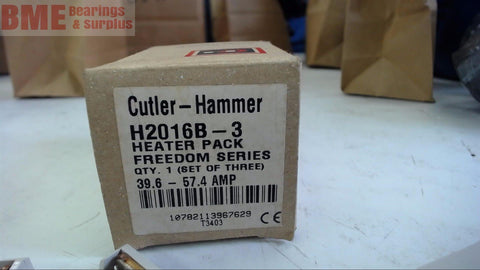 BME Bearings
& Surplus
Cutler-Hammer
H2016B-3
HEATER PACK
FREEDOM SERIES
QTY. 1 (SET OF THREE)
39.6 - 57.4 AMP
10782113967629
T3403
CE